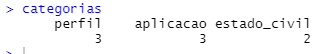 > categorias
perfil aplicacao estado_civil
3 3 2
>